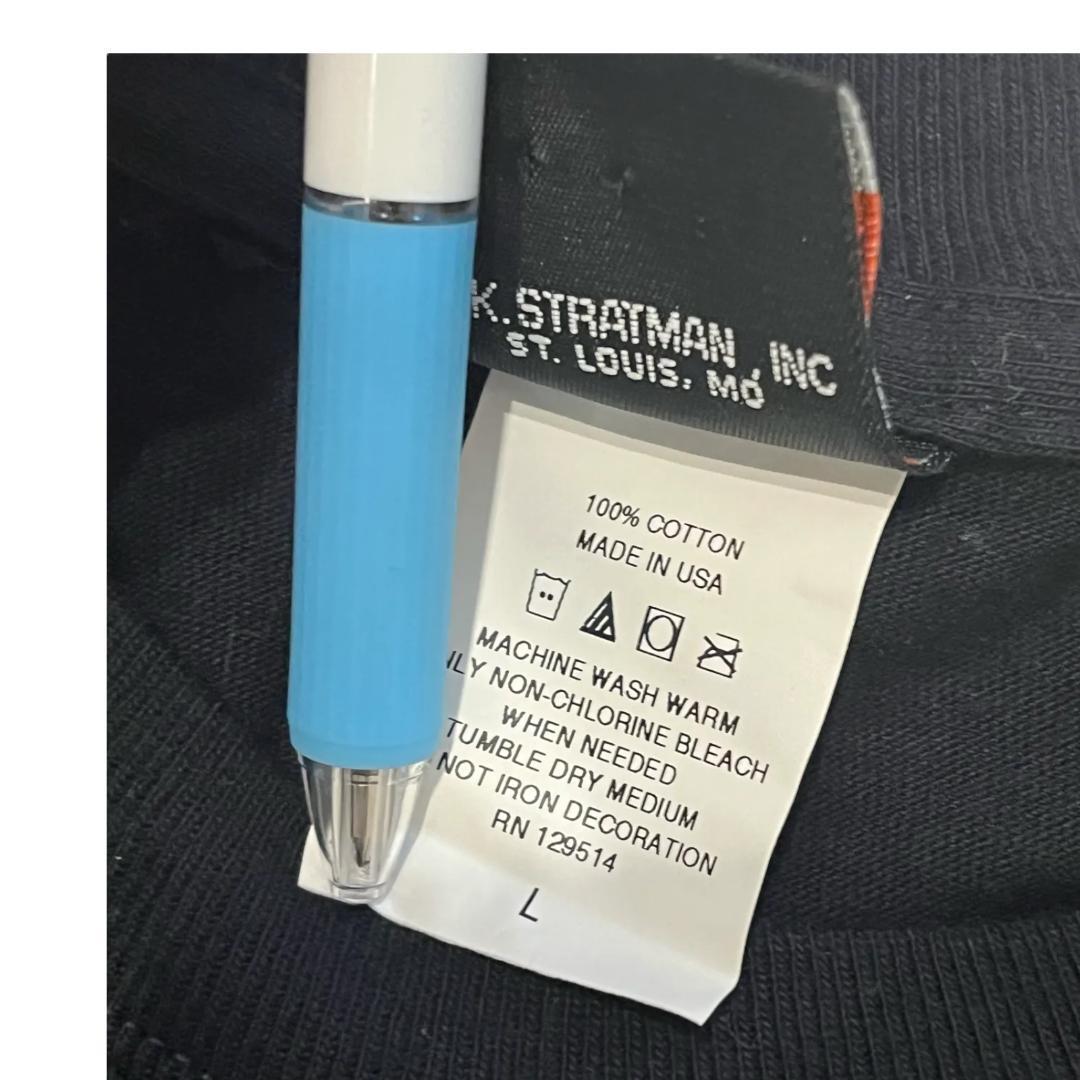 K. STRATMAN, INC
ST. LOUIS, MO
100% COTTON
MADE IN USA
MACHINE WASH WARM
NON-CHLORINE BLEACH
WHEN NEEDED
TUMBLE DRY MEDIUM
NOT IRON DECORATION
RN 129514
L